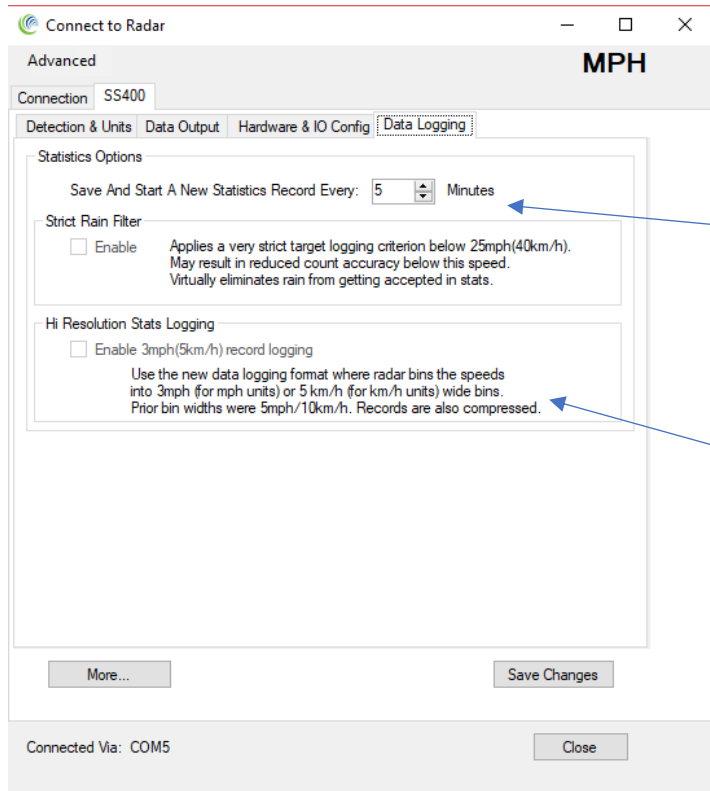 Connect to Radar
Advanced
MPH
Connection SS400
Detection & Units Data Output Hardware & IO Config Data Logging
Statistics Options
Save And Start A New Statistics Record Every: 5 Minutes
Strict Rain Filter
Enable Applies a very strict target logging criterion below 25mph(40km/h).
May result in reduced count accuracy below this speed.
Virtually eliminates rain from getting accepted in stats.
Hi Resolution Stats Logging
Enable 3mph(5km/h) record logging
Use the new data logging format where radar bins the speeds
into 3mph (for mph units) or 5 km/h (for km/h units) wide bins.
Prior bin widths were 5mph/10km/h. Records are also compressed.
More... Save Changes
Connected Via: COM5 Close